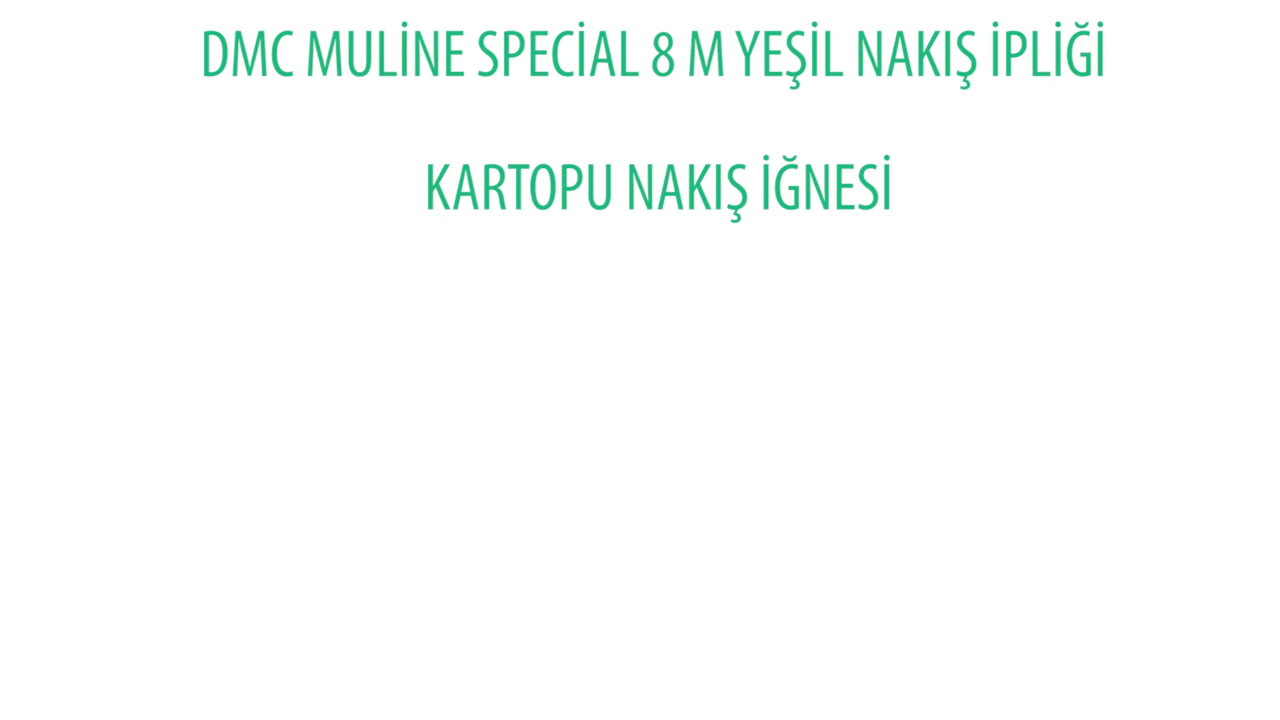 DMC MULİNE SPECİAL 8 M YEŞİL NAKIŞ İPLİĞİ
KARTOPU NAKIŞ İĞNESİ